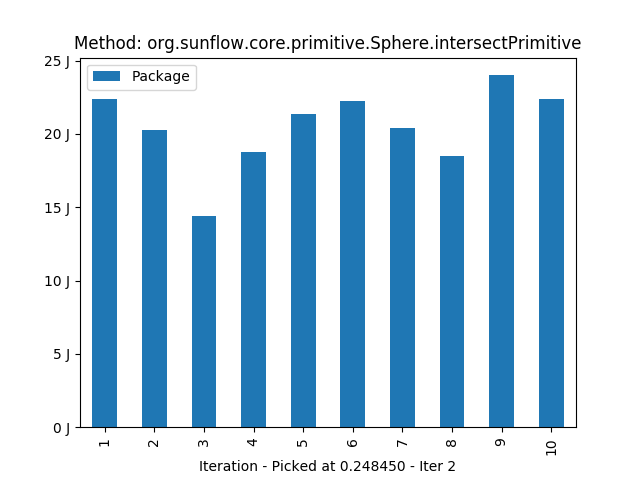 Method: org.sunflow.core.primitive.Sphere.intersectPrimitive
25 J
20 J
15 J
10 J
5 J
0 J
Package
1
2
3
4
5
6
7
8
9
10
Iteration - Picked at 0.248450 - Iter 2